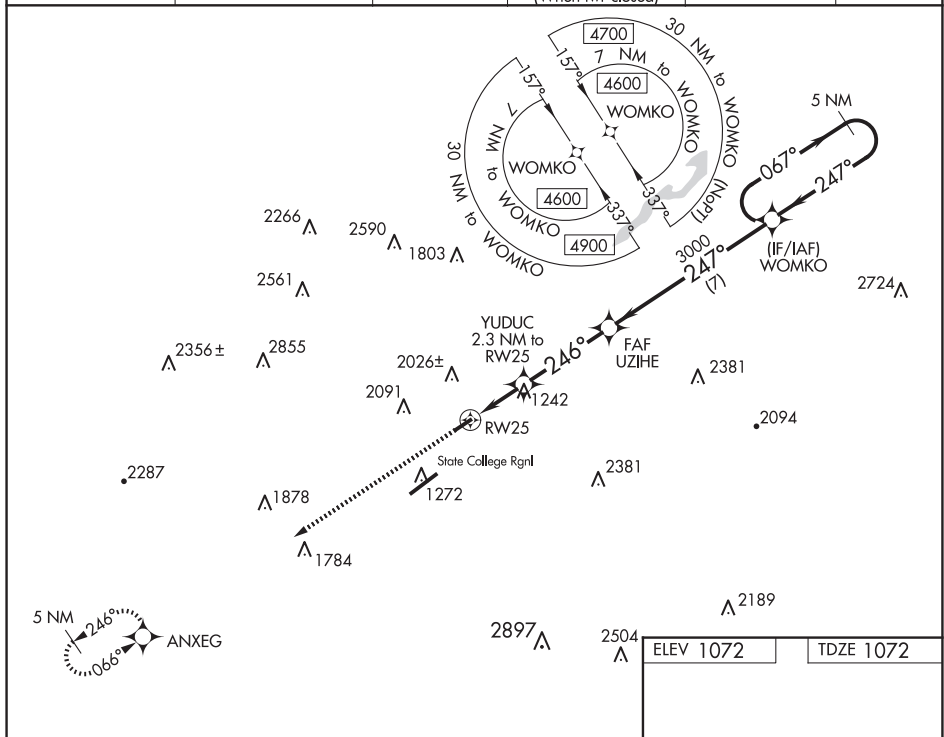 4700
30 NM to WOMKO (NoPT)
157°
7 NM to WOMKO
4600
WOMKO
337°
157°
7 NM to WOMKO
WOMKO
4600
337°
30 NM to WOMKO
4900
5 NM
067°
247°
(IF/IAF)
WOMKO
3000
247°
(7)
2266
2590
1803
2561
2724
YUDUC
2.3 NM to
RW25
246°
FAF
UZIHE
2356 ±
2855
2026±
2381
2091
1242
2094
RW25
State College Rgnl
2287
2381
1878
1272
1784
2189
5 NM
246°
066°
ANXEG
2897
2504
ELEV 1072
TDZE 1072